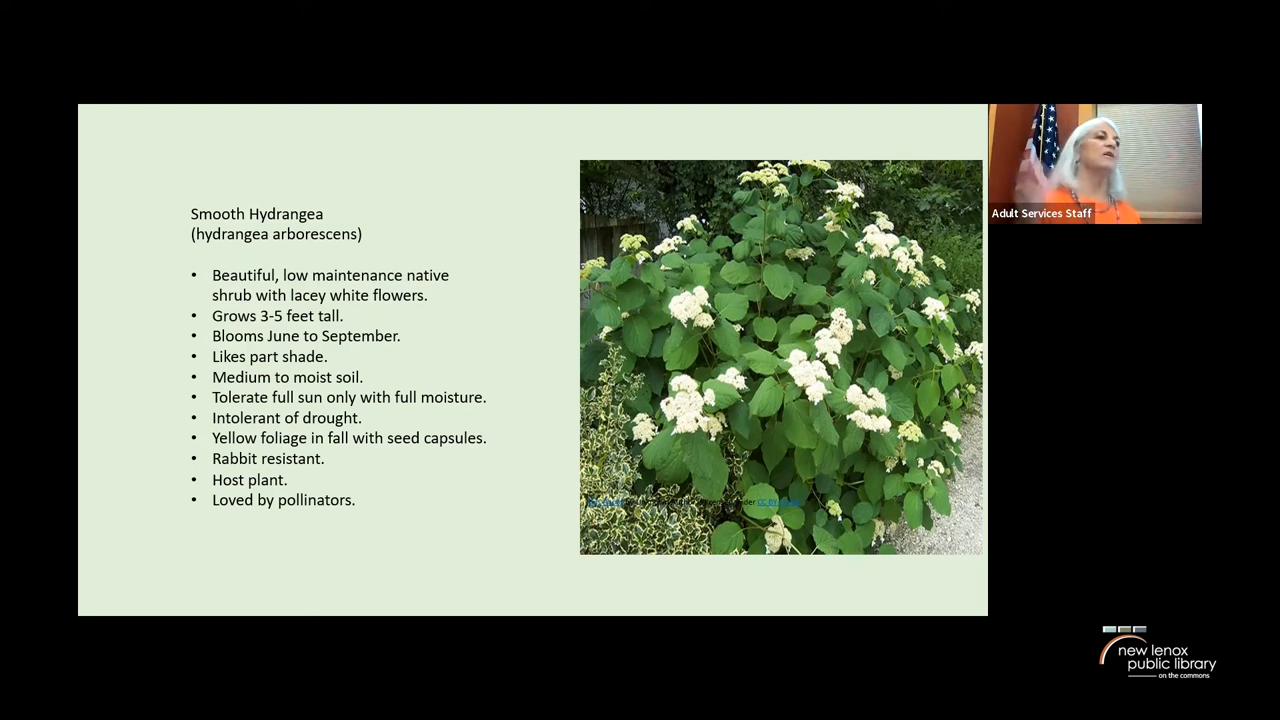 Smooth Hydrangea
(hydrangea arborescens)
• Beautiful, low maintenance native
shrub with lacey white flowers.
• Grows 3-5 feet tall.
• Blooms June to September.
• Likes part shade.
• Medium to moist soil.
• Tolerate full sun only with full moisture.
• Intolerant of drought.
• Yellow foliage in fall with seed capsules.
• Rabbit resistant.
• Host plant.
• Loved by pollinators.
CC BY
Adult Services Staff
new lenox
public library
on the commons